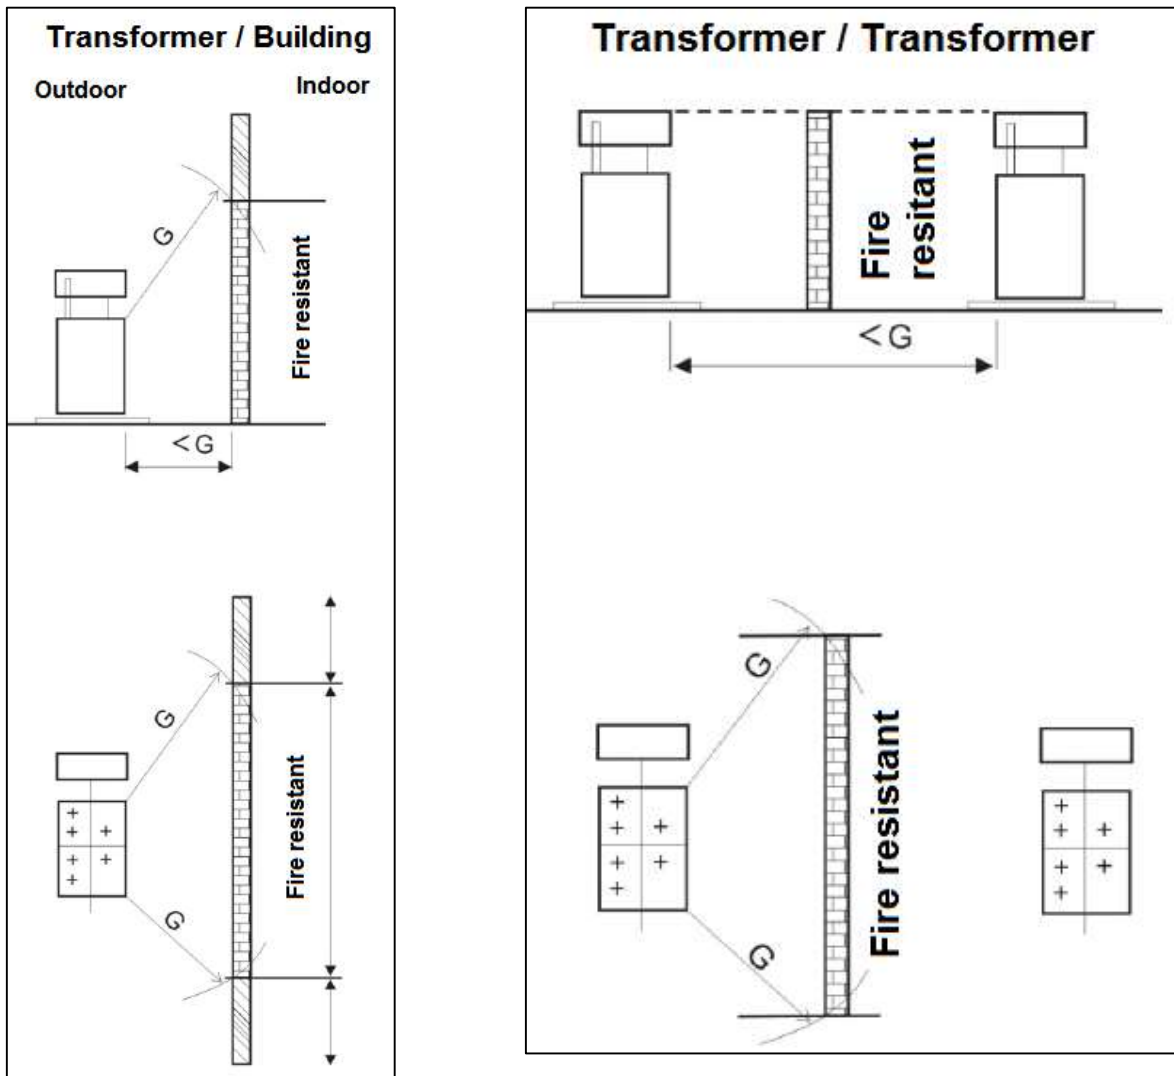 Transformer / Building
Outdoor
Indoor
G
Fire resistant
< G
G
Fire resistant
G
Transformer / Transformer
Fire
resitant
< G
G
Fire resistant
G